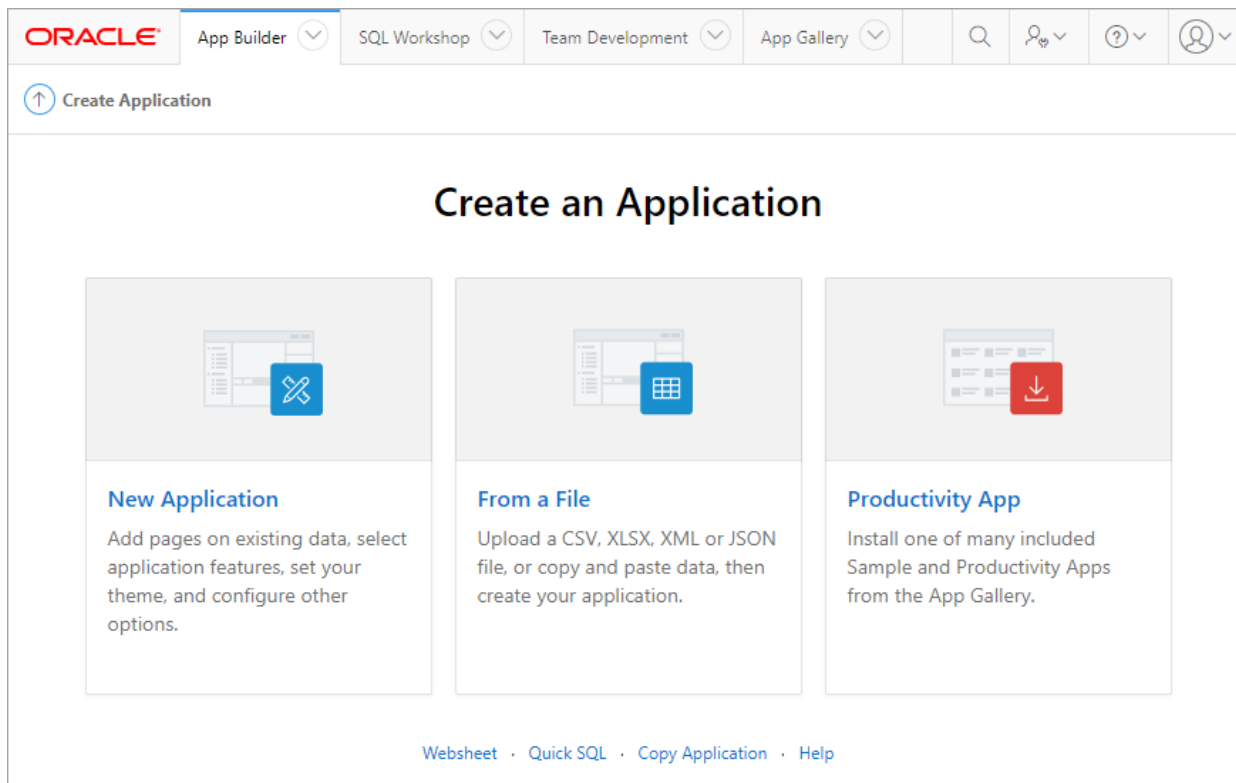 ORACLE App Builder SQL Workshop Team Development App Gallery
Create Application
Create an Application
New Application
Add pages on existing data, select
application features, set your
theme, and configure other
options.
From a File
Upload a CSV, XLSX, XML or JSON
file, or copy and paste data, then
create your application.
Productivity App
Install one of many included
Sample and Productivity Apps
from the App Gallery.
Websheet · Quick SQL · Copy Application · Help